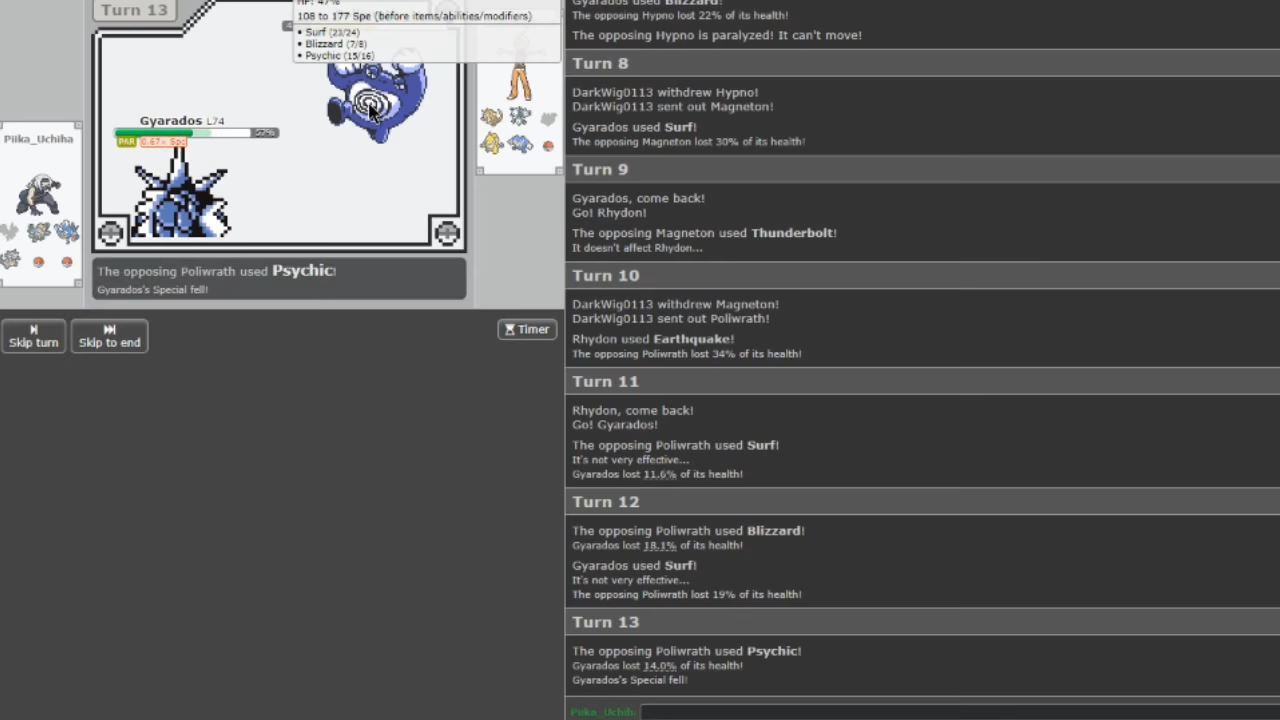 Turn 13
HP: 47%
108 to 177 Spe (before items/abilities/modifiers)
• Surf (23/24)
• Blizzard (7/8)
• Psychic (15/16)
Piika_Uchiha
Gyarados L74
57%
PAR 0.67× Spc
The opposing Poliwrath used Psychic!
Gyarados's Special fell!
Skip turn
Skip to end
Timer
Gyarados used Blizzard!
The opposing Hypno lost 22% of its health!
The opposing Hypno is paralyzed! It can't move!
Turn 8
DarkWig0113 withdrew Hypno!
DarkWig0113 sent out Magneton!
Gyarados used Surf!
The opposing Magneton lost 30% of its health!
Turn 9
Gyarados, come back!
Go! Rhydon!
The opposing Magneton used Thunderbolt!
It doesn't affect Rhydon...
Turn 10
DarkWig0113 withdrew Magneton!
DarkWig0113 sent out Poliwrath!
Rhydon used Earthquake!
The opposing Poliwrath lost 34% of its health!
Turn 11
Rhydon, come back!
Go! Gyarados!
The opposing Poliwrath used Surf!
It's not very effective...
Gyarados lost 11.6% of its health!
Turn 12
The opposing Poliwrath used Blizzard!
Gyarados lost 18.1% of its health!
Gyarados used Surf!
It's not very effective...
The opposing Poliwrath lost 19% of its health!
Turn 13
The opposing Poliwrath used Psychic!
Gyarados lost 14.0% of its health!
Gyarados's Special fell!
Piika_Uchiha: